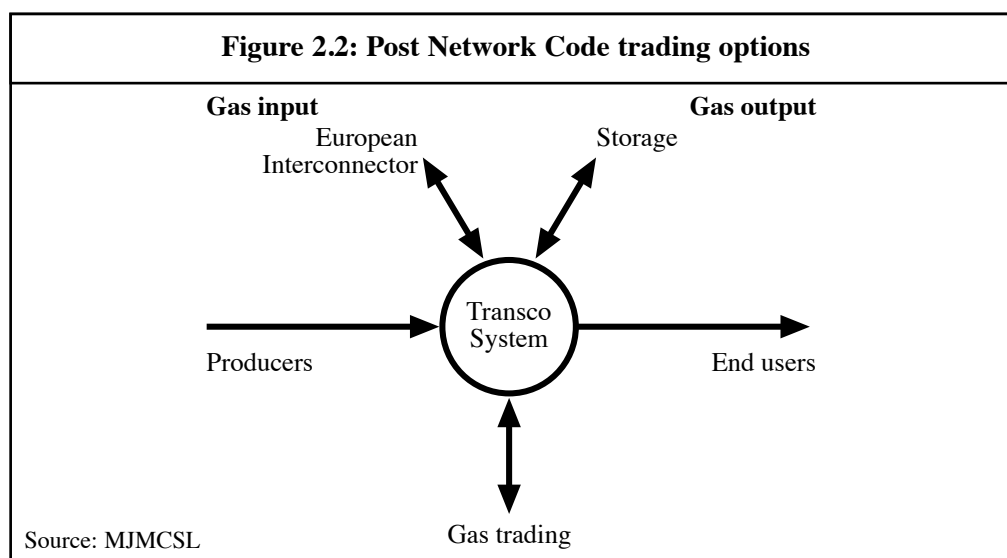 Figure 2.2: Post Network Code trading options
Gas input
Gas output
European
Interconnector
Storage
Transco
System
Producers
End users
Gas trading
Source: MJMCSL